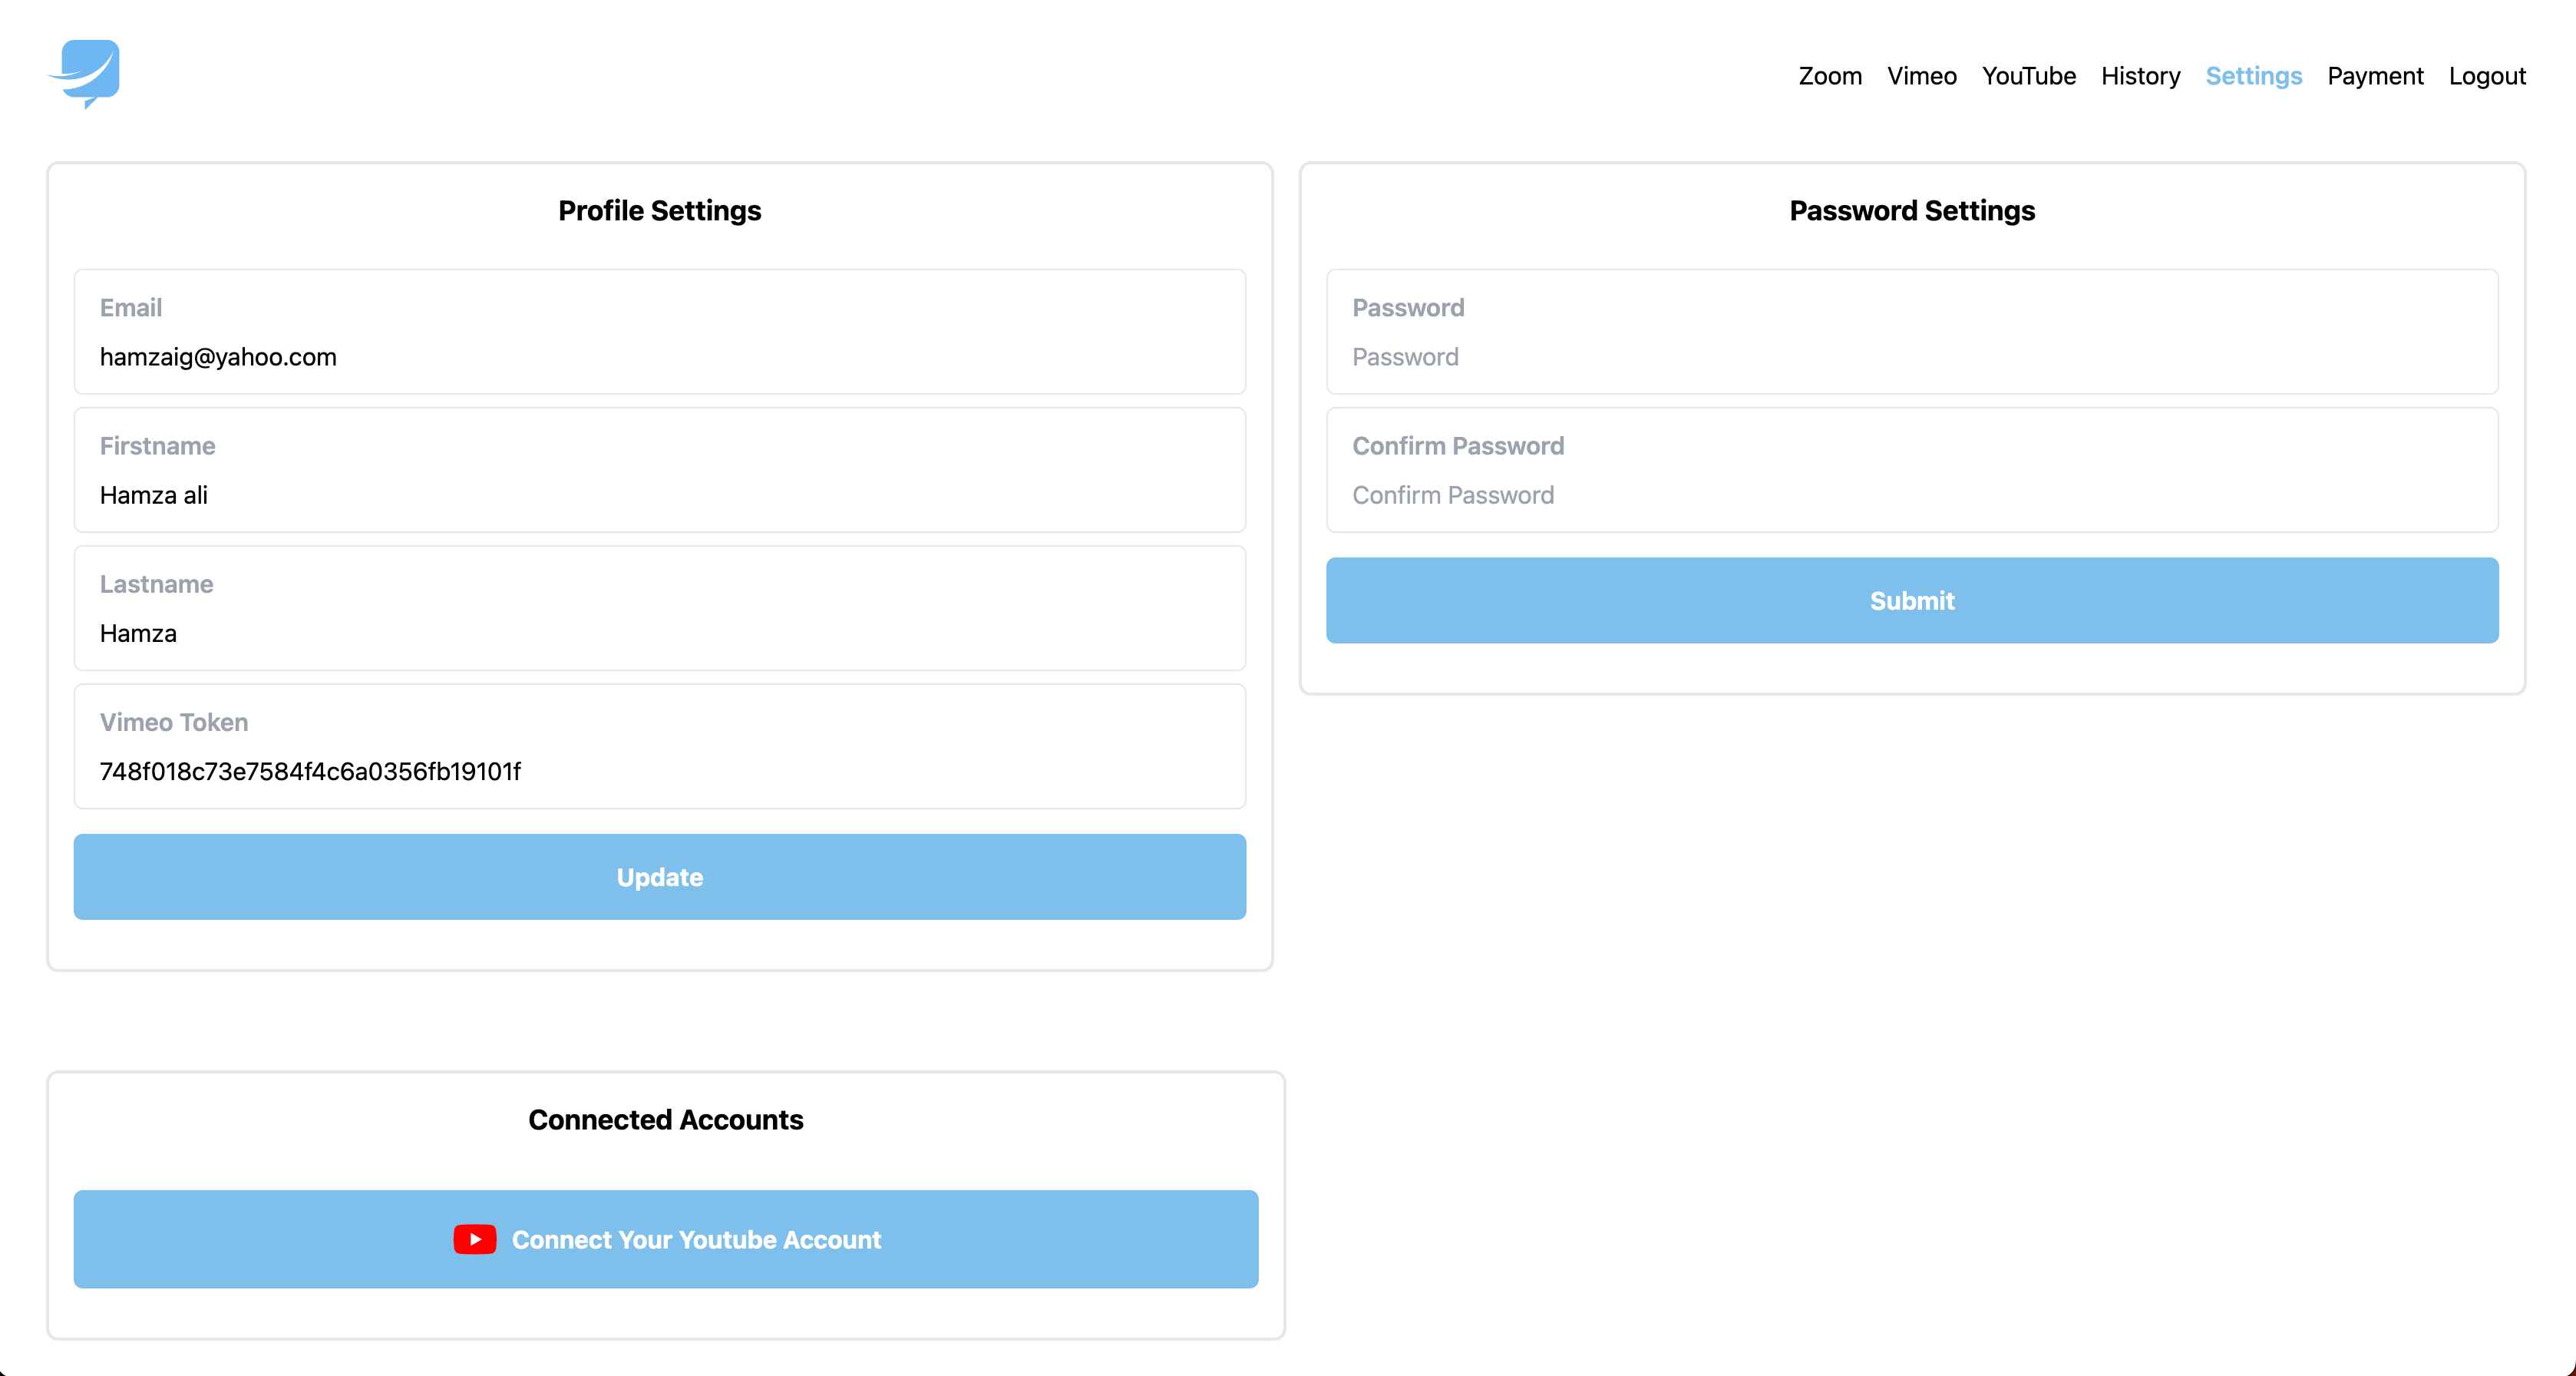 Zoom Vimeo YouTube History Settings Payment Logout
Profile Settings
Email
hamzaig@yahoo.com
Firstname
Hamza ali
Lastname
Hamza
Vimeo Token
748f018c73e7584f4c6a0356fb19101f
Update
Password Settings
Password
Password
Confirm Password
Confirm Password
Submit
Connected Accounts
Connect Your Youtube Account